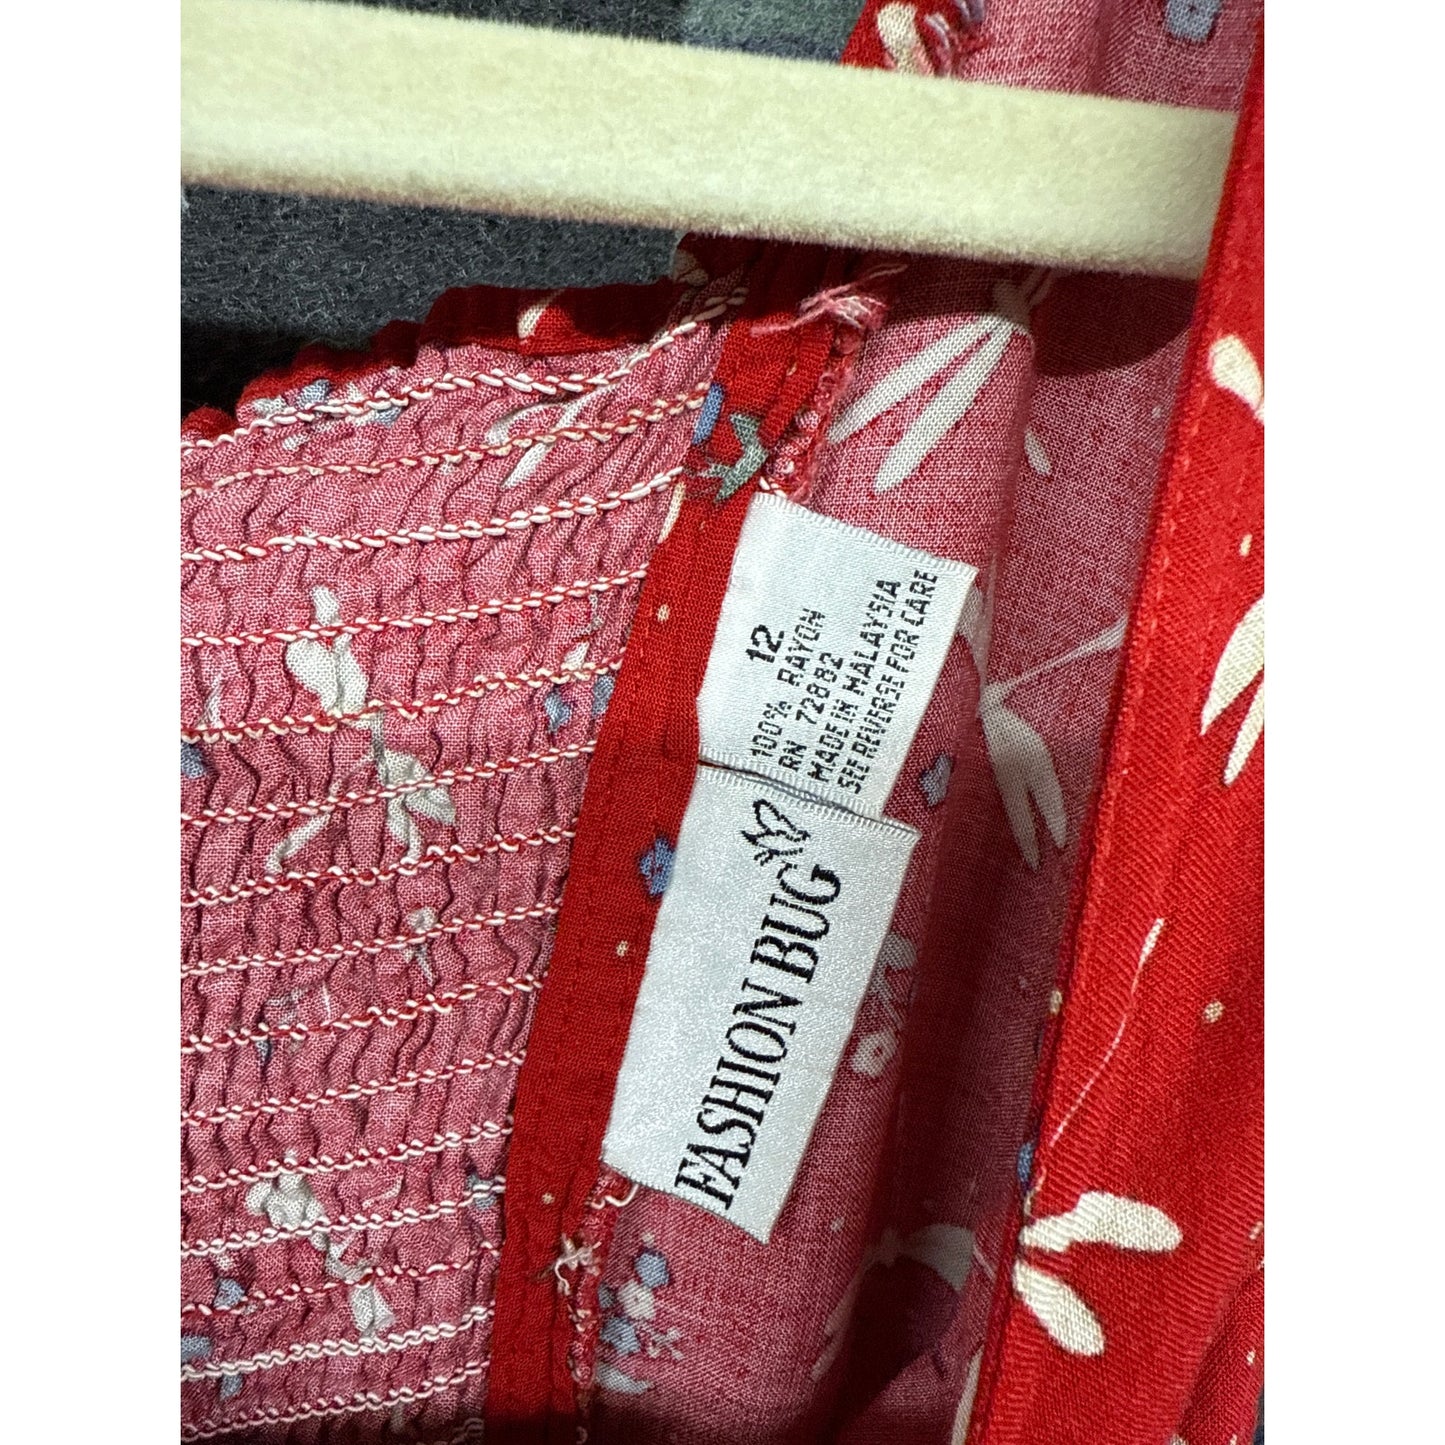 12
100% RAYON
RN 72882
MADE IN MALAYSIA
SEE REVERSE FOR CARE
FASHION BUG